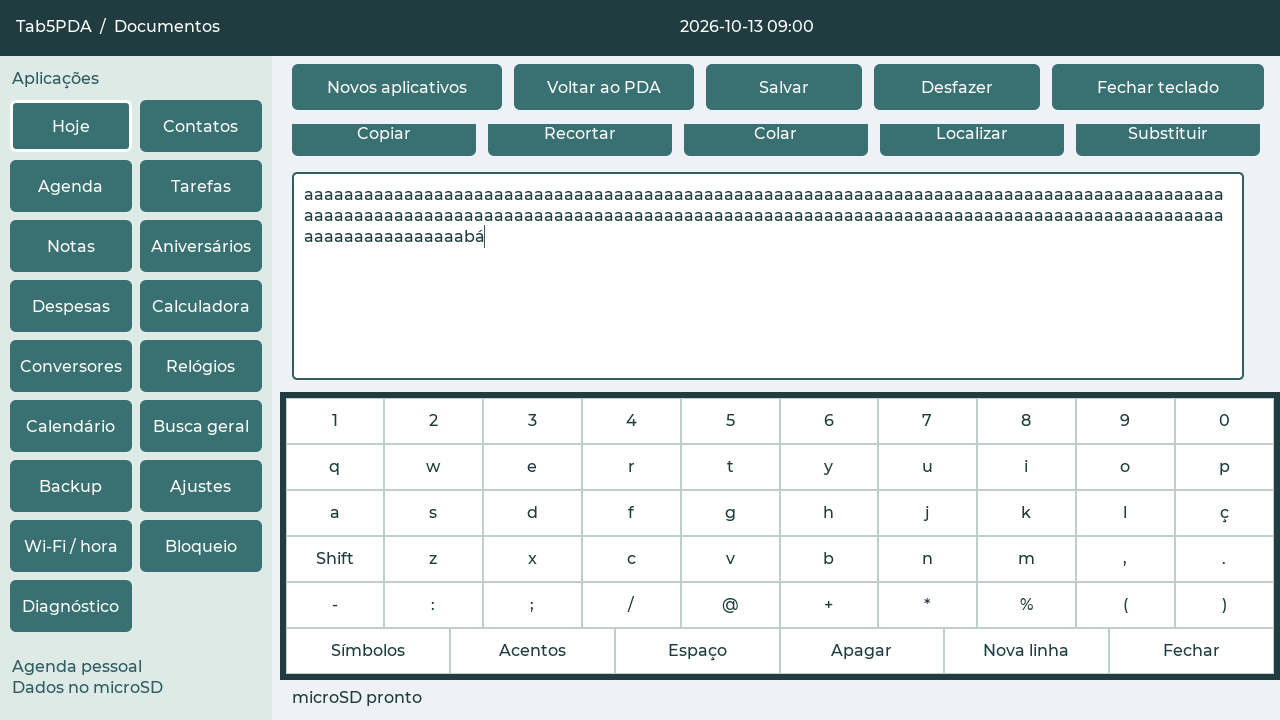 Tab5PDA / Documentos
2026-10-13 09:00
Aplicações
Hoje
Contatos
Agenda
Tarefas
Notas
Aniversários
Despesas
Calculadora
Conversores
Relógios
Calendário
Busca geral
Backup
Ajustes
Wi-Fi / hora
Bloqueio
Diagnóstico
Agenda pessoal
Dados no microSD
Novos aplicativos
Voltar ao PDA
Salvar
Desfazer
Fechar teclado
Copiar
Recortar
Colar
Localizar
Substituir
aaaaaaaaaaaaaaaaaaaaaaaaaaaaaaaaaaaaaaaaaaaaaaaaaaaaaaaaaaaaaaaaaaaaaaaaaaaaaaaaaaaaaaaaaaaa
aaaaaaaaaaaaaaaaaaaaaaaaaaaaaaaaaaaaaaaaaaaaaaaaaaaaaaaaaaaaaaaaaaaaaaaaaaaaaaaaaaaaaaaaaaaa
aaaaaaaaaaaaaaaabá
1 2 3 4 5 6 7 8 9 0
q w e r t y u i o p
a s d f g h j k l ç
Shift z x c v b n m , .
- : ; / @ + * % ( )
Símbolos Acentos Espaço Apagar Nova linha Fechar
microSD pronto